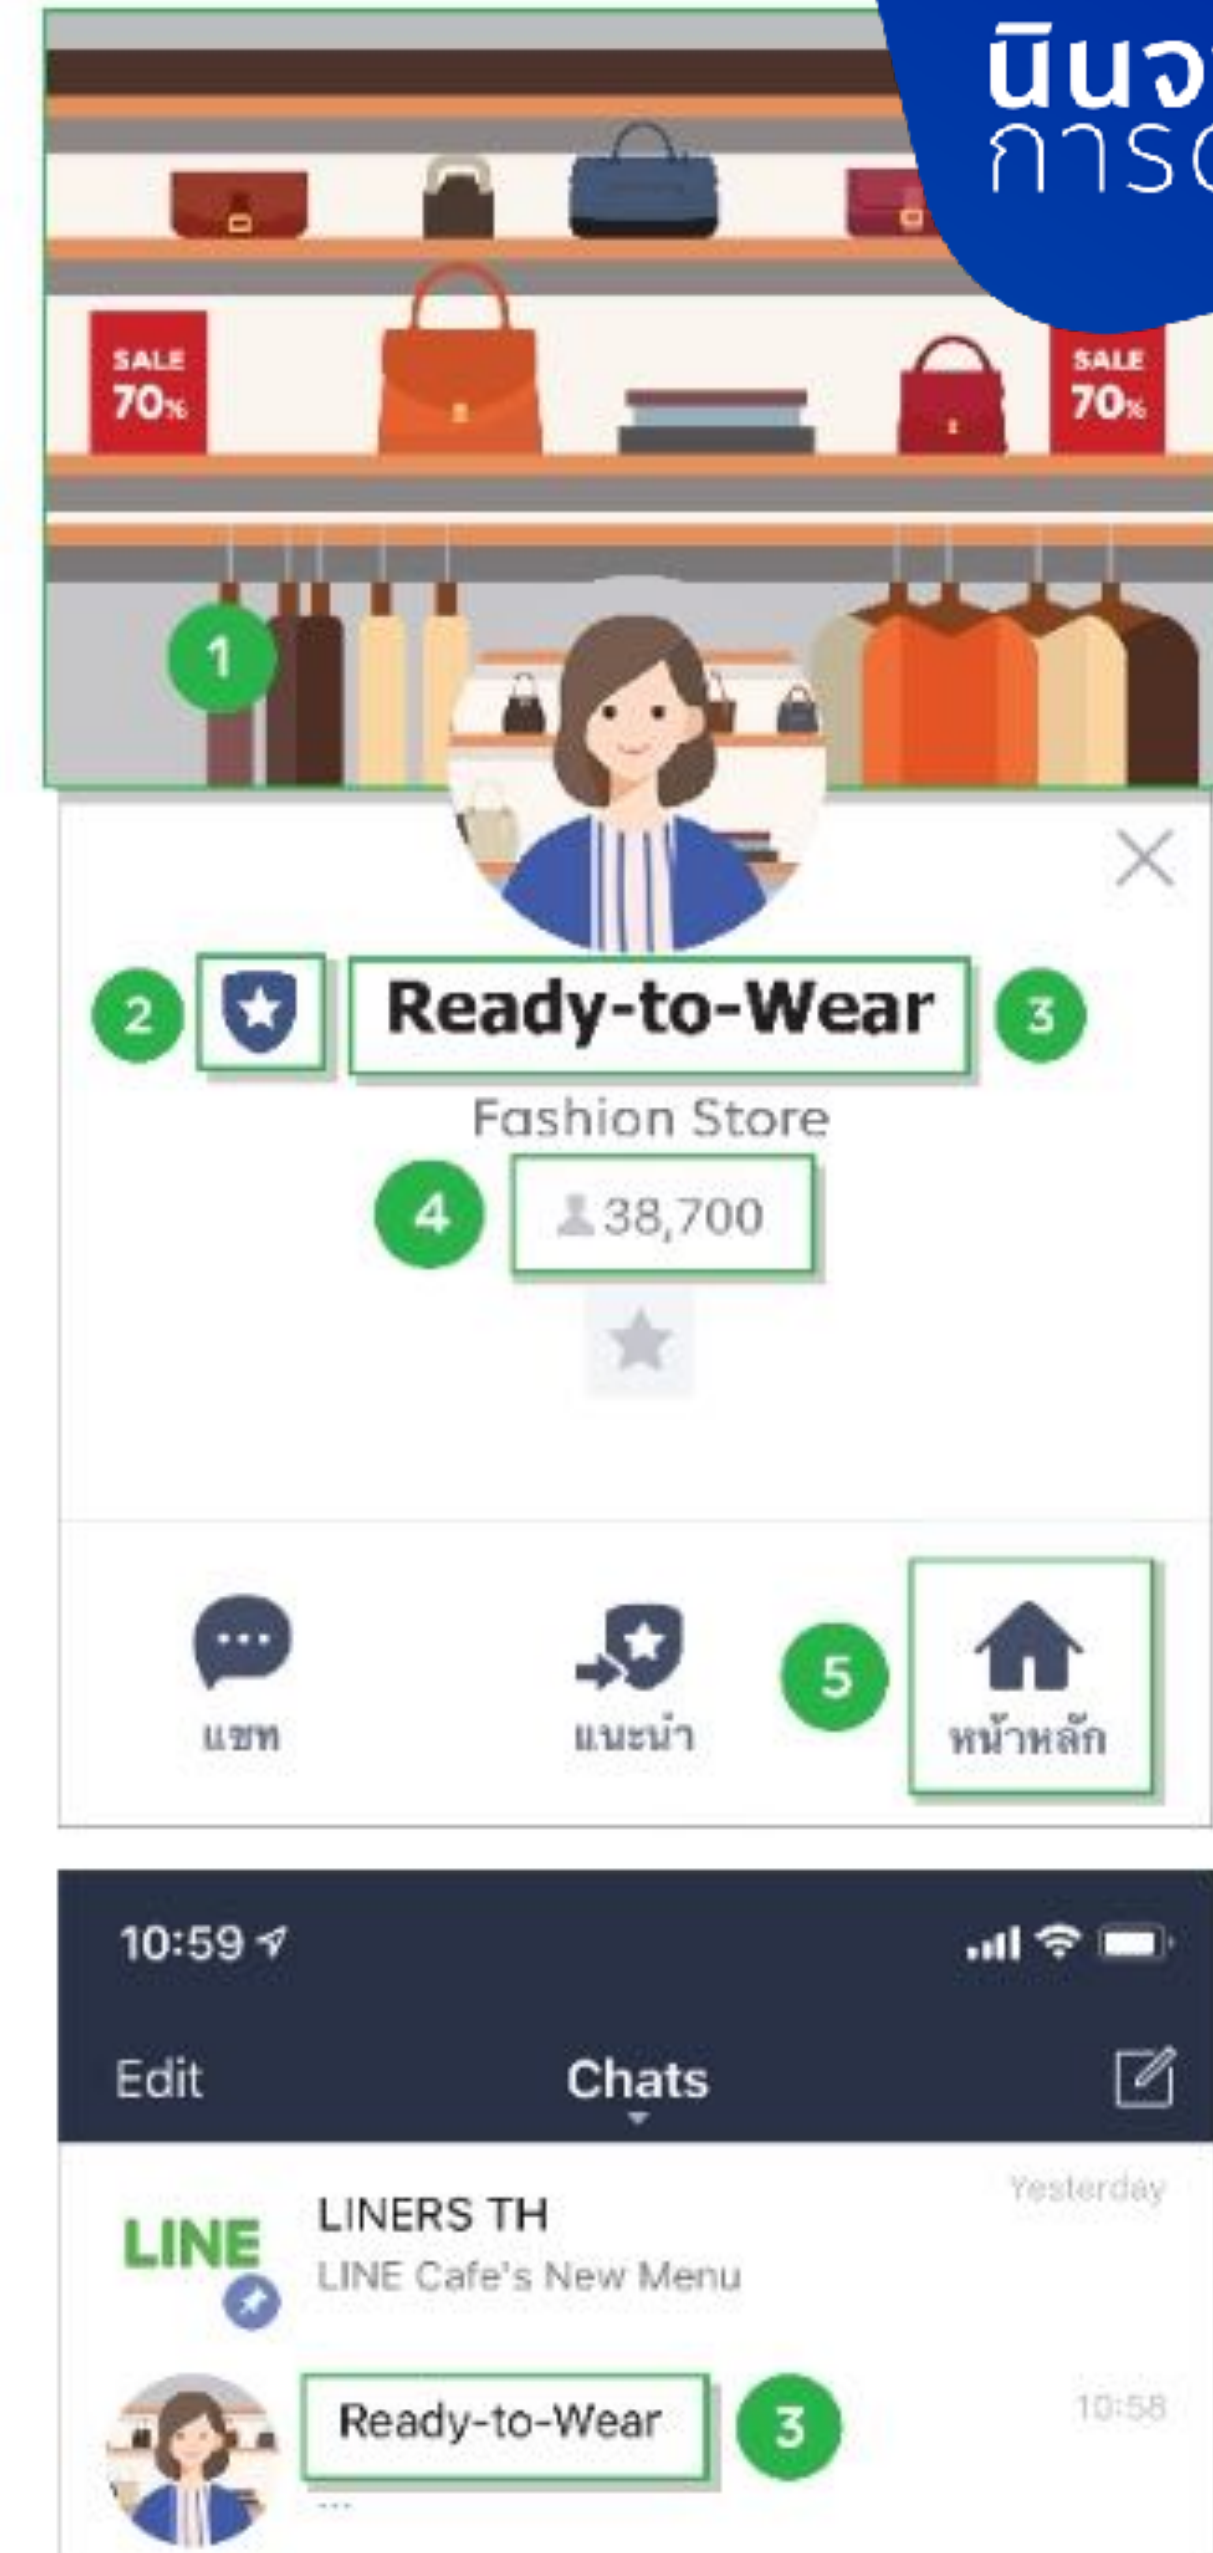 SALE
70%
SALE
70%
1
2
Ready-to-Wear
3
Fashion Store
4
38,700
แชท
แนะนำ
5
หน้าหลัก
10:59
Edit
Chats
LINE
LINERS TH
Yesterday
LINE Cafe's New Menu
Ready-to-Wear
3
10:58
...